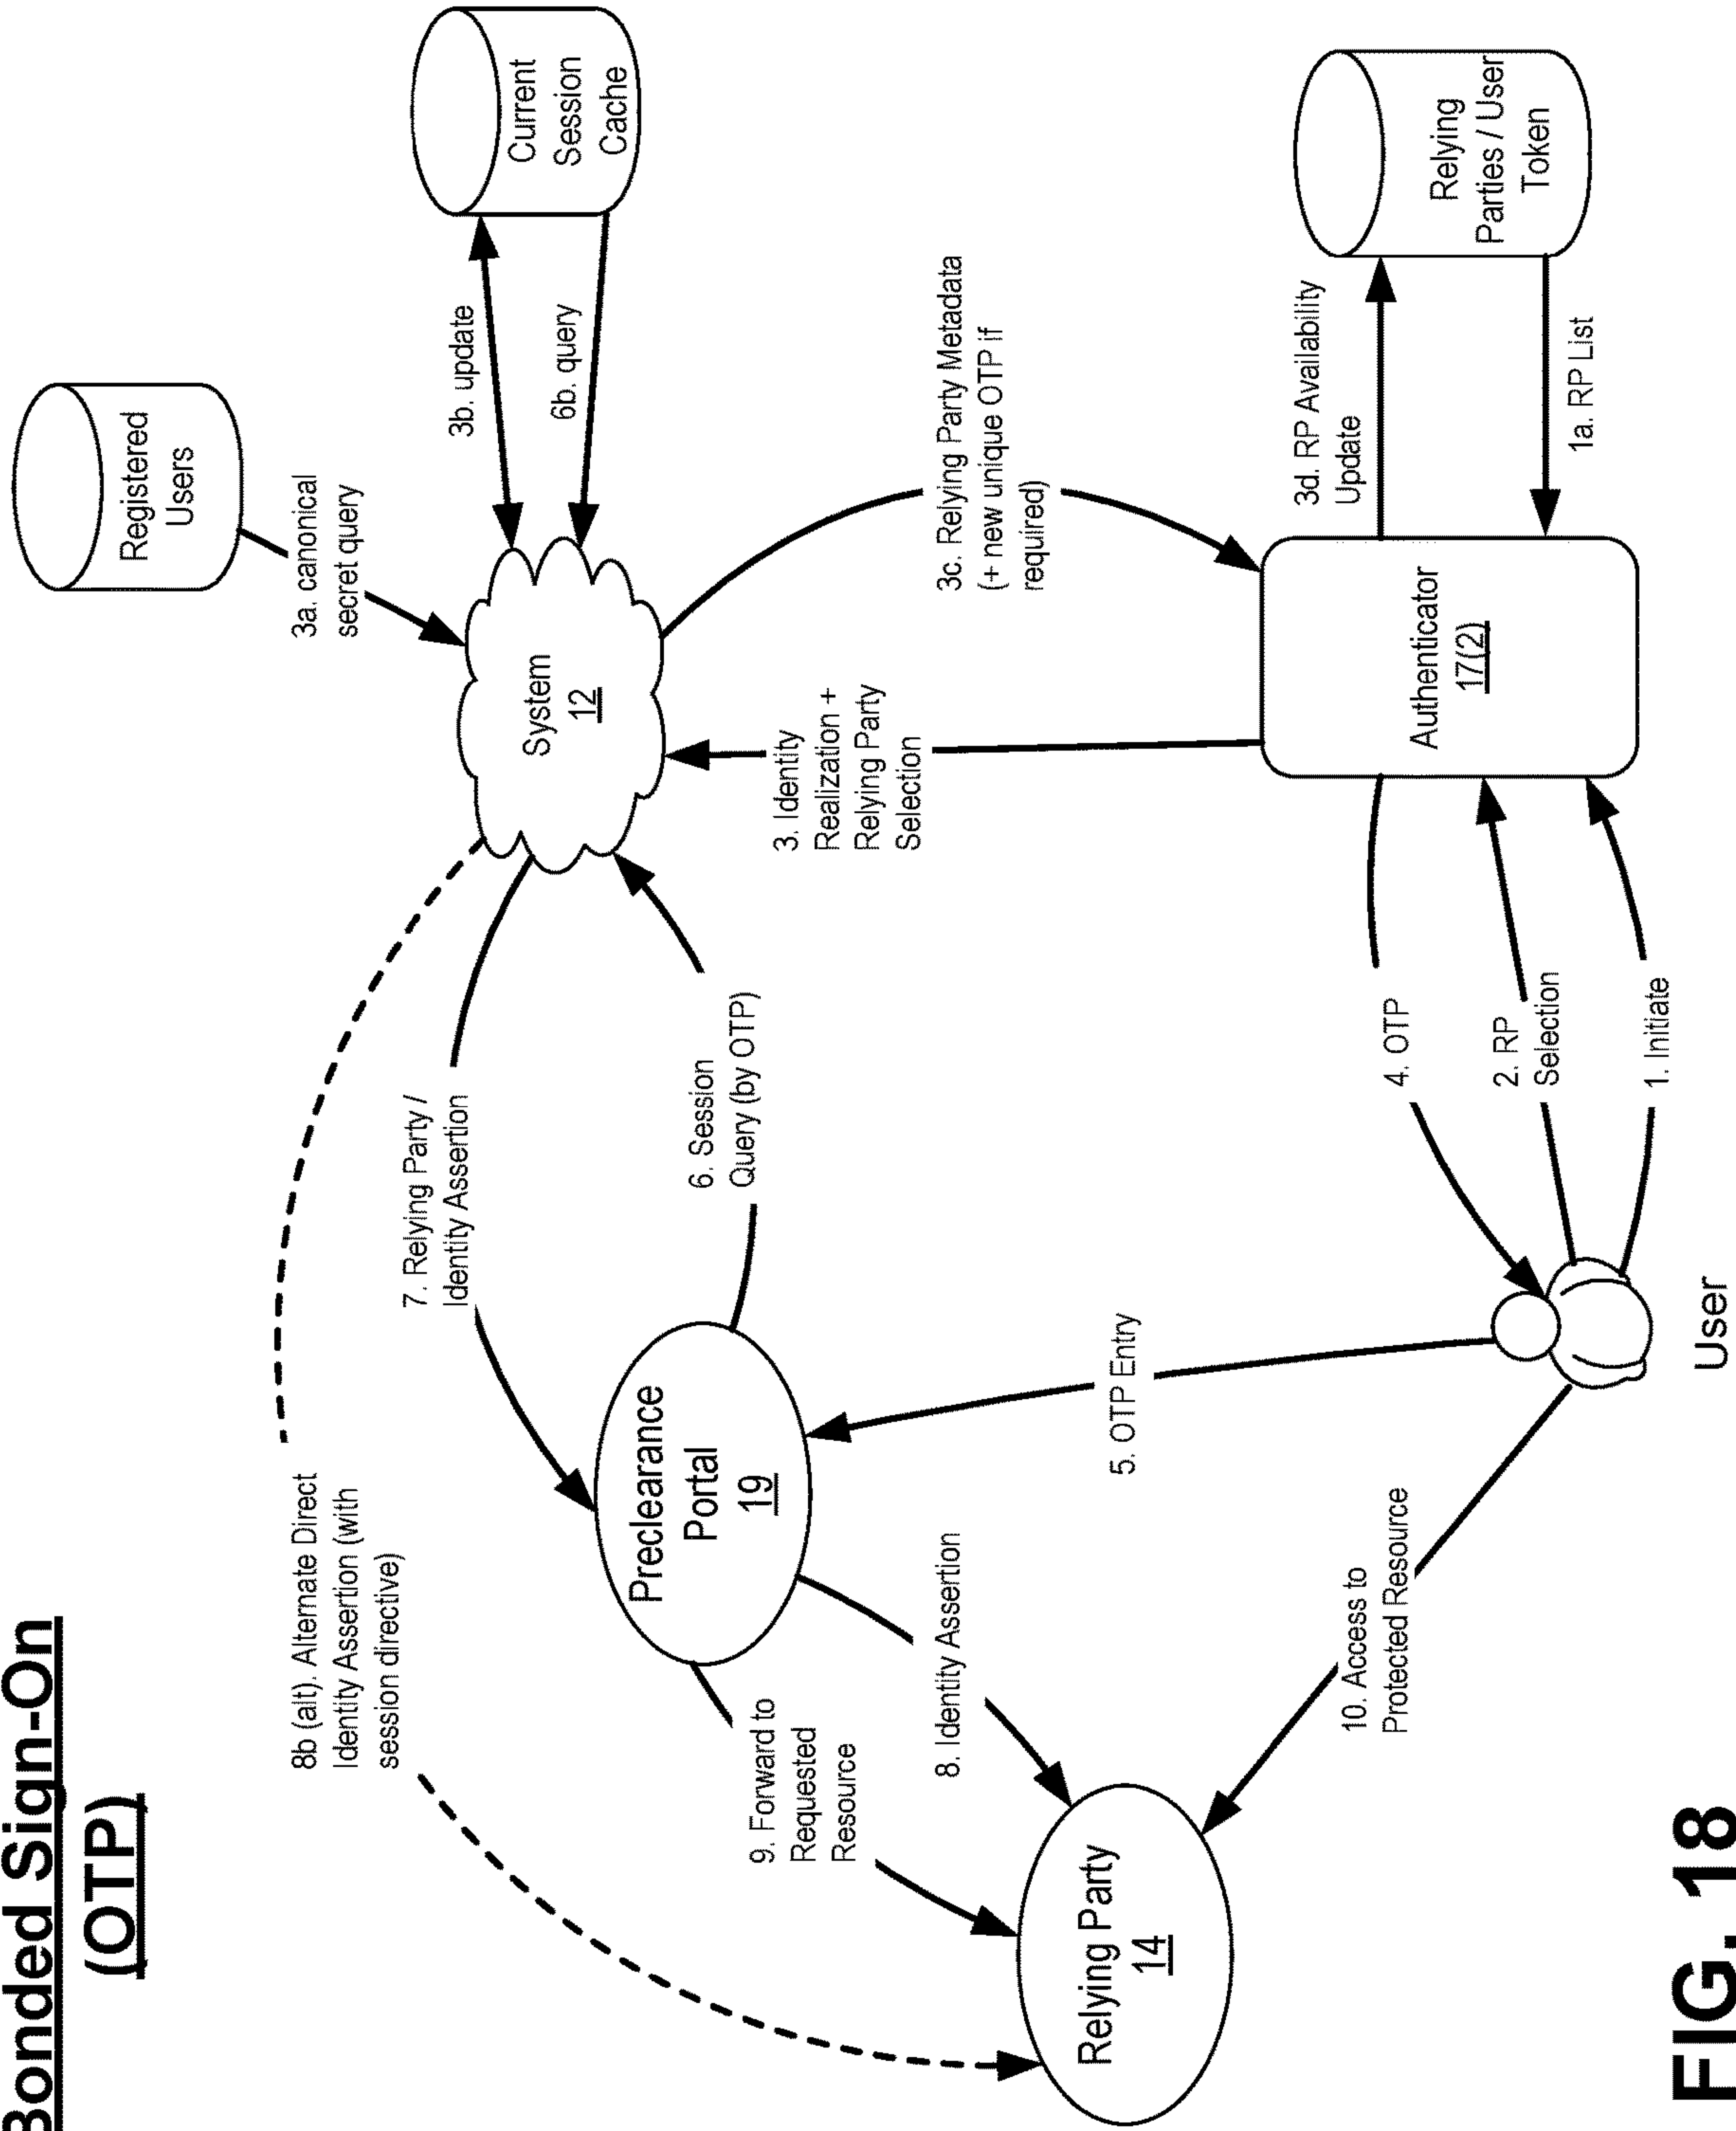 Bonded Sign-On
(OTP)
Registered
Users
3a. canonical
secret query
Current
Session
Cache
3b. update
6b. query
System
12
8b (alt). Alternate Direct
Identity Assertion (with
session directive)
7. Relying Party /
Identity Assertion
6. Session
Query (by OTP)
3. Identity
Realization +
Relying Party
Selection
3c. Relying Party Metadata
(+ new unique OTP if
required)
Preclearance
Portal
19
9. Forward to
Requested
Resource
8. Identity Assertion
5. OTP Entry
Relying Party
14
10. Access to
Protected Resource
4. OTP
2. RP
Selection
1. Initiate
Authenticator
17(2)
3d. RP Availability
Update
1a. RP List
Relying
Parties / User
Token
User
FIG. 18